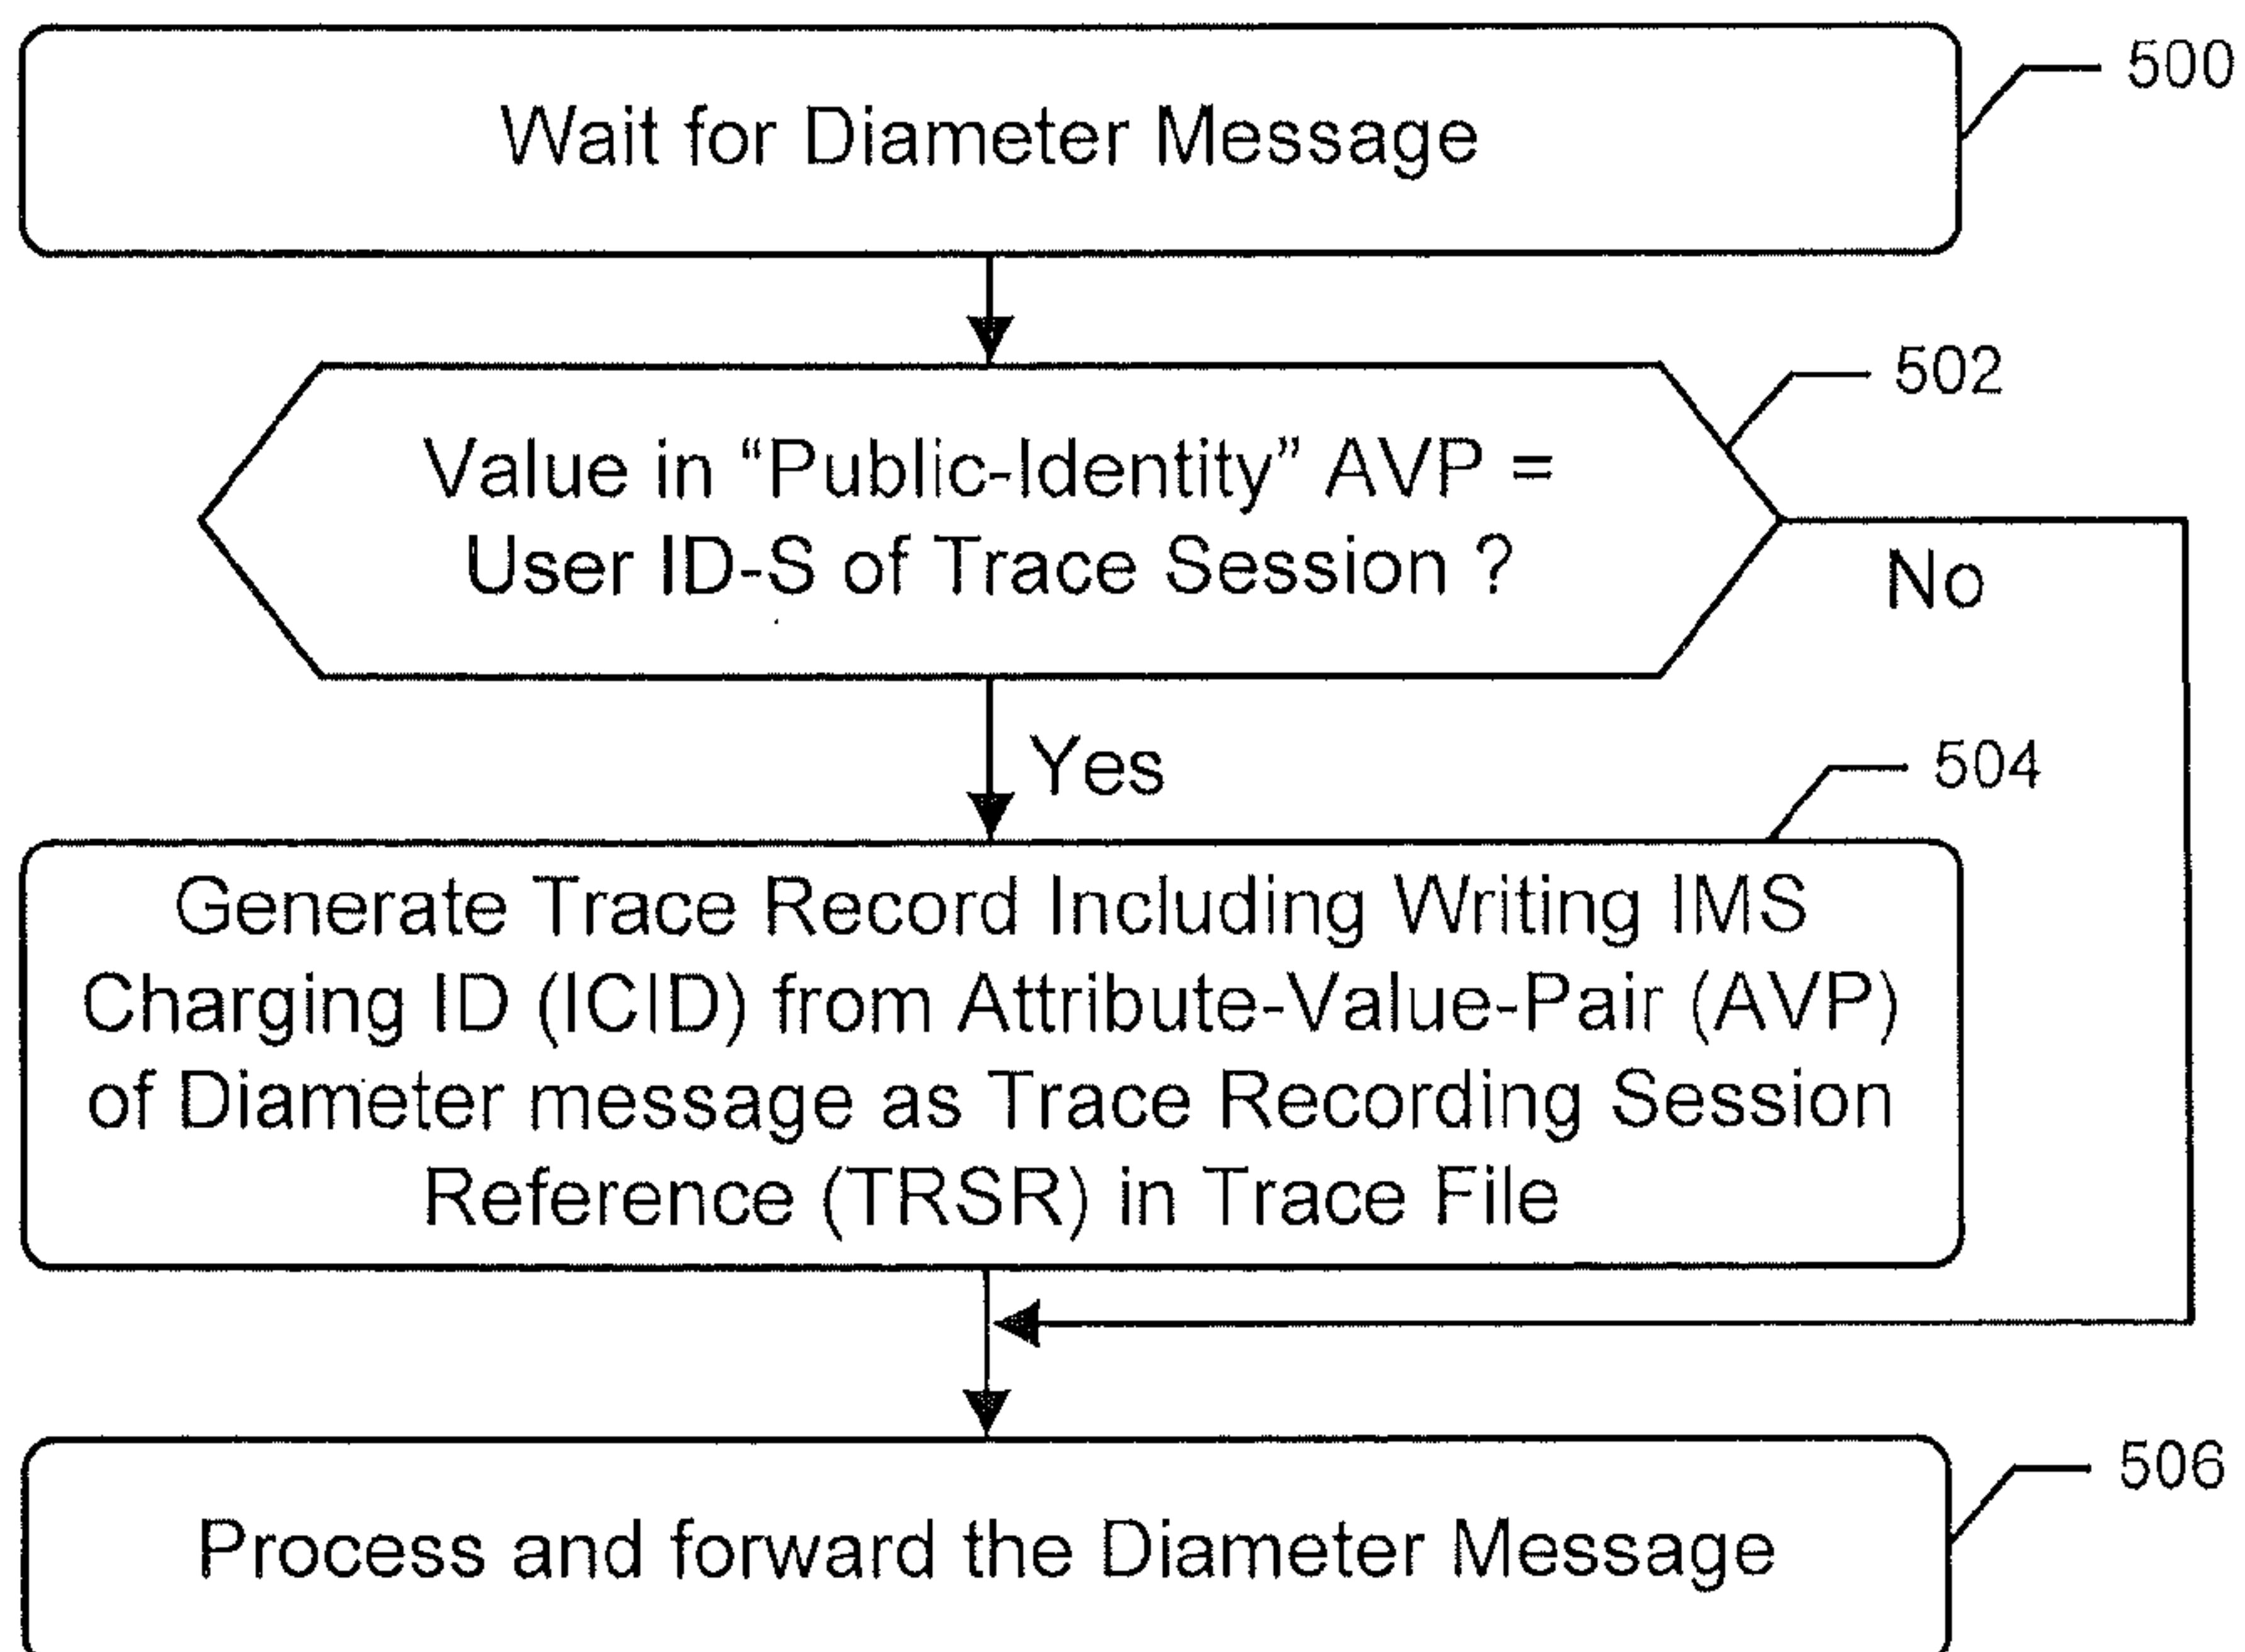 Wait for Diameter Message
500
502
Value in “Public-Identity” AVP =
User ID-S of Trace Session ?
No
Yes
504
Generate Trace Record Including Writing IMS
Charging ID (ICID) from Attribute-Value-Pair (AVP)
of Diameter message as Trace Recording Session
Reference (TRSR) in Trace File
506
Process and forward the Diameter Message